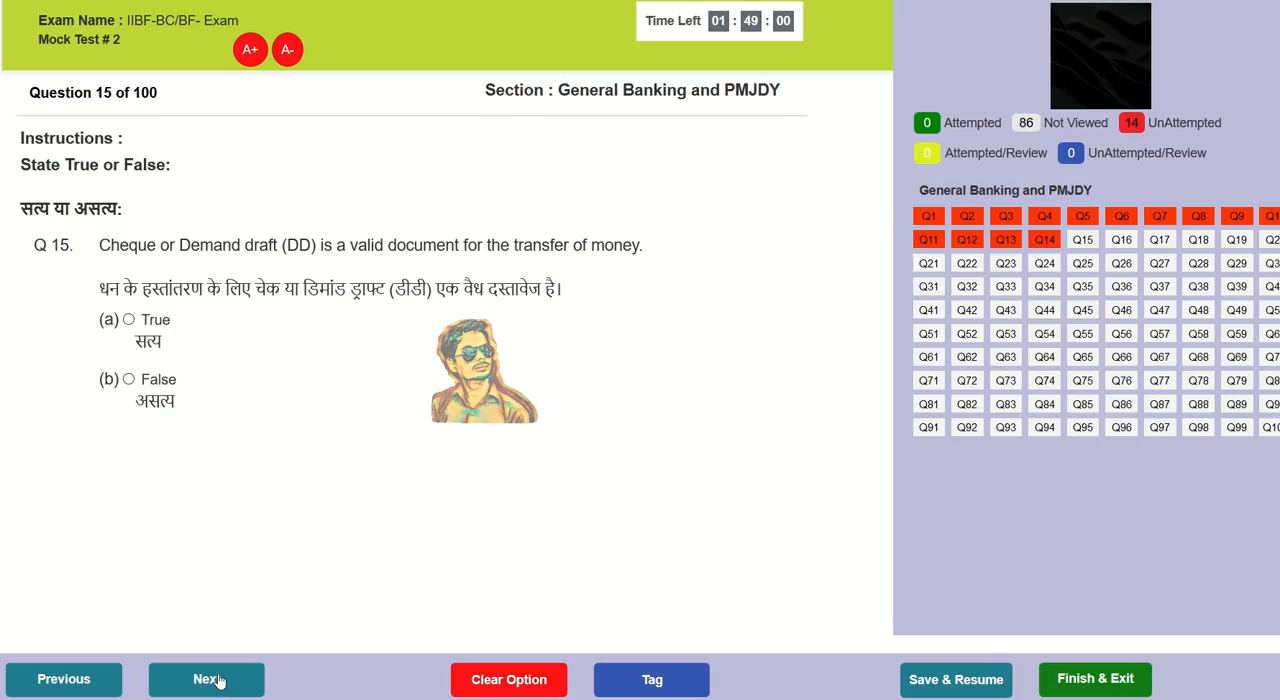 Exam Name : IIBF-BC/BF- Exam
Mock Test # 2
A+ A-
Time Left 01 : 49 : 00
Question 15 of 100
Section : General Banking and PMJDY
Instructions :
State True or False:
सत्य या असत्य:
Q 15. Cheque or Demand draft (DD) is a valid document for the transfer of money.
धन के हस्तांतरण के लिए चेक या डिमांड ड्राफ्ट (डीडी) एक वैध दस्तावेज है।
(a) True
सत्य
(b) False
असत्य
0 Attempted 86 Not Viewed 14 UnAttempted
0 Attempted/Review 0 UnAttempted/Review
General Banking and PMJDY
Q1 Q2 Q3 Q4 Q5 Q6 Q7 Q8 Q9
Q11 Q12 Q13 Q14 Q15 Q16 Q17 Q18 Q19
Q21 Q22 Q23 Q24 Q25 Q26 Q27 Q28 Q29
Q31 Q32 Q33 Q34 Q35 Q36 Q37 Q38 Q39
Q41 Q42 Q43 Q44 Q45 Q46 Q47 Q48 Q49
Q51 Q52 Q53 Q54 Q55 Q56 Q57 Q58 Q59
Q61 Q62 Q63 Q64 Q65 Q66 Q67 Q68 Q69
Q71 Q72 Q73 Q74 Q75 Q76 Q77 Q78 Q79
Q81 Q82 Q83 Q84 Q85 Q86 Q87 Q88 Q89
Q91 Q92 Q93 Q94 Q95 Q96 Q97 Q98 Q99
Previous Next Clear Option Tag Save & Resume Finish & Exit